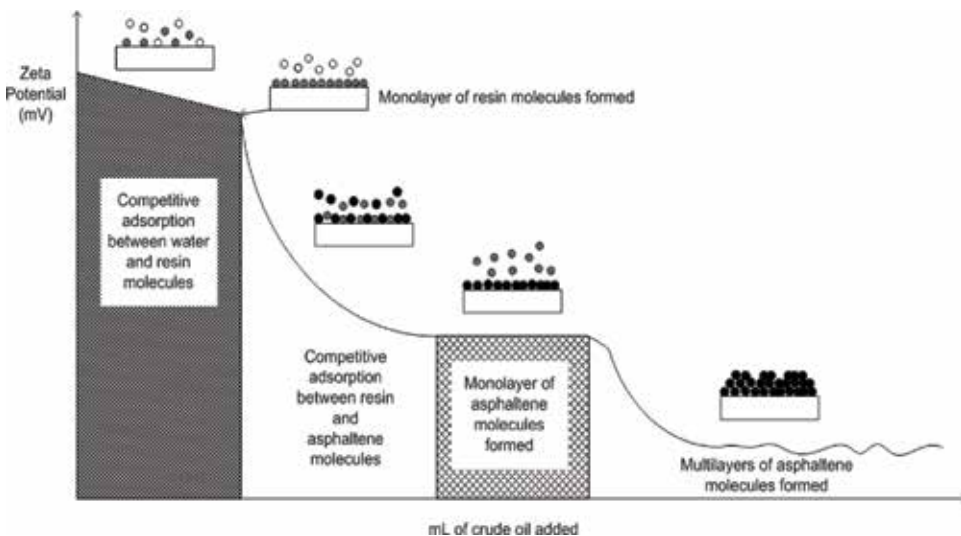 Zeta
Potential
(mV)
Monolayer of resin molecules formed
Competitive
adsorption
between water
and resin
molecules
Competitive
adsorption
between resin
and
asphaltene
molecules
Monolayer of
asphaltene
molecules
formed
Multilayers of asphaltene
molecules formed
mL of crude oil added